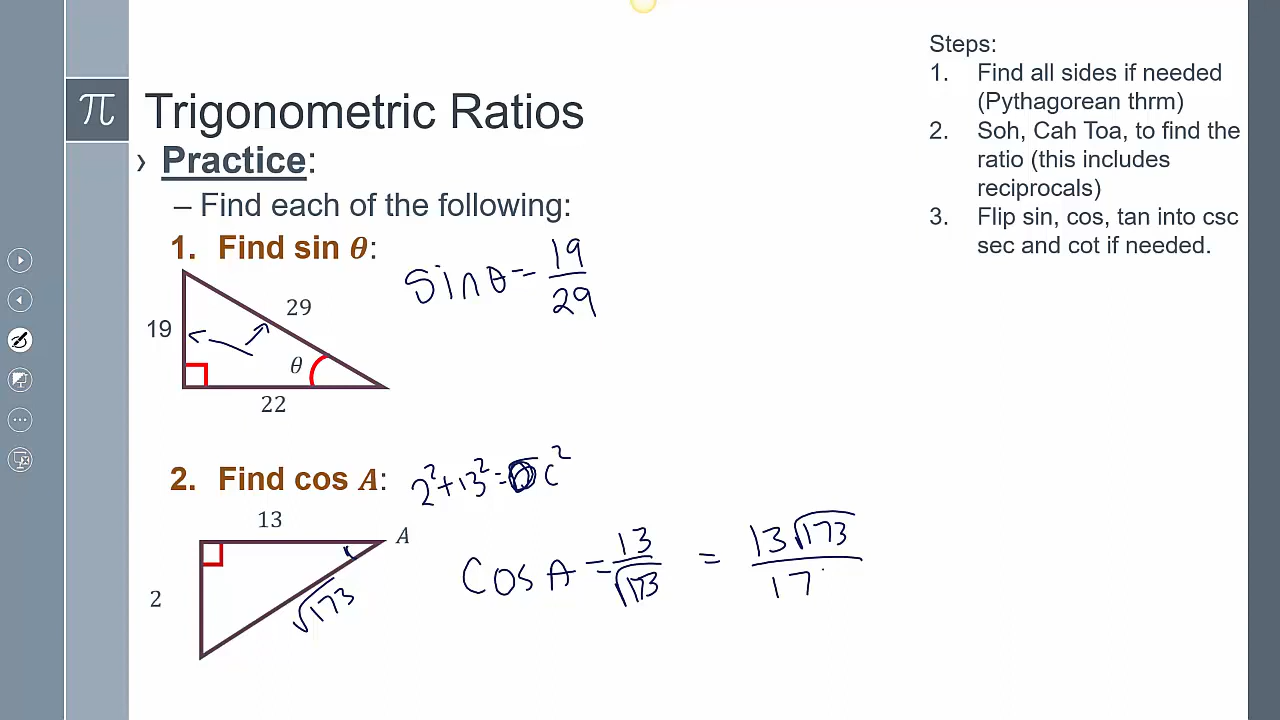 Steps:
1. Find all sides if needed
(Pythagorean thrm)
2. Soh, Cah Toa, to find the
ratio (this includes
reciprocals)
3. Flip sin, cos, tan into csc
sec and cot if needed.
π Trigonometric Ratios
› Practice:
– Find each of the following:
1. Find sin θ:
sin θ = 19/29
29
19
θ
22
2. Find cos A:
2² + 13² = c²
13
A
2
√173
cos A = 13/√173 = 13√173/17